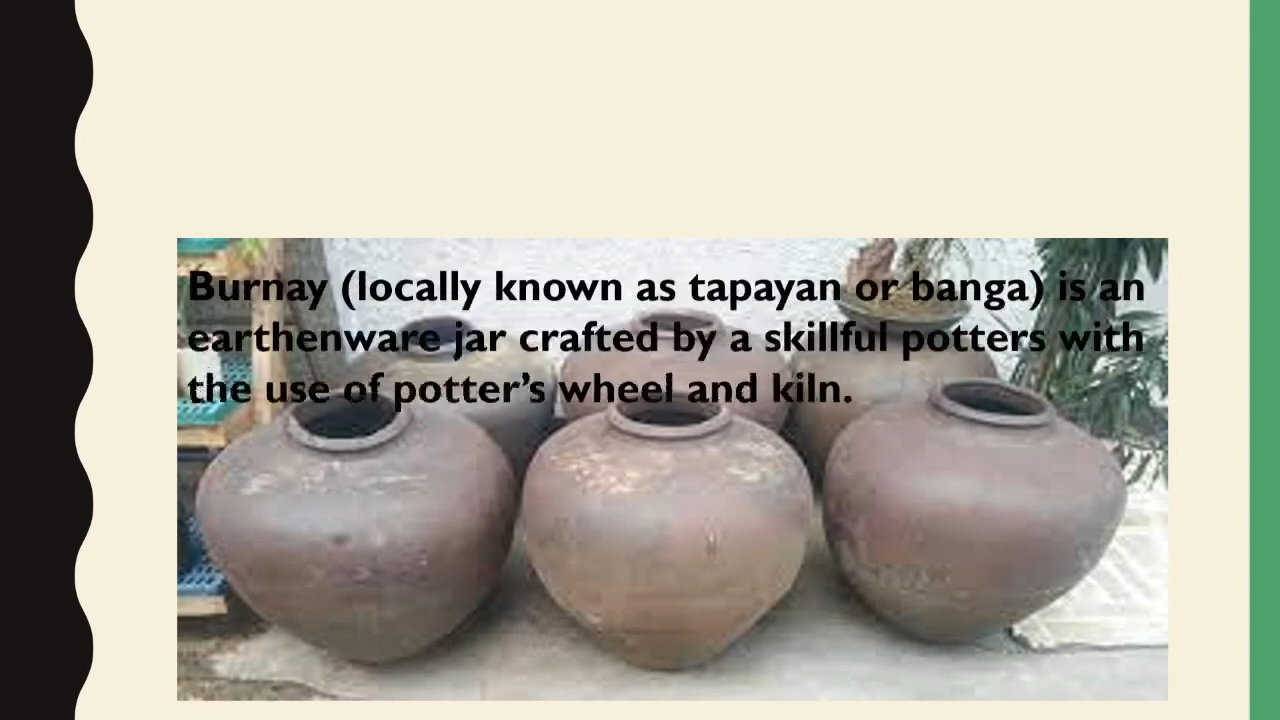 Burnay (locally known as tapayan or banga) is an
earthenware jar crafted by a skillful potters with
the use of potter’s wheel and kiln.